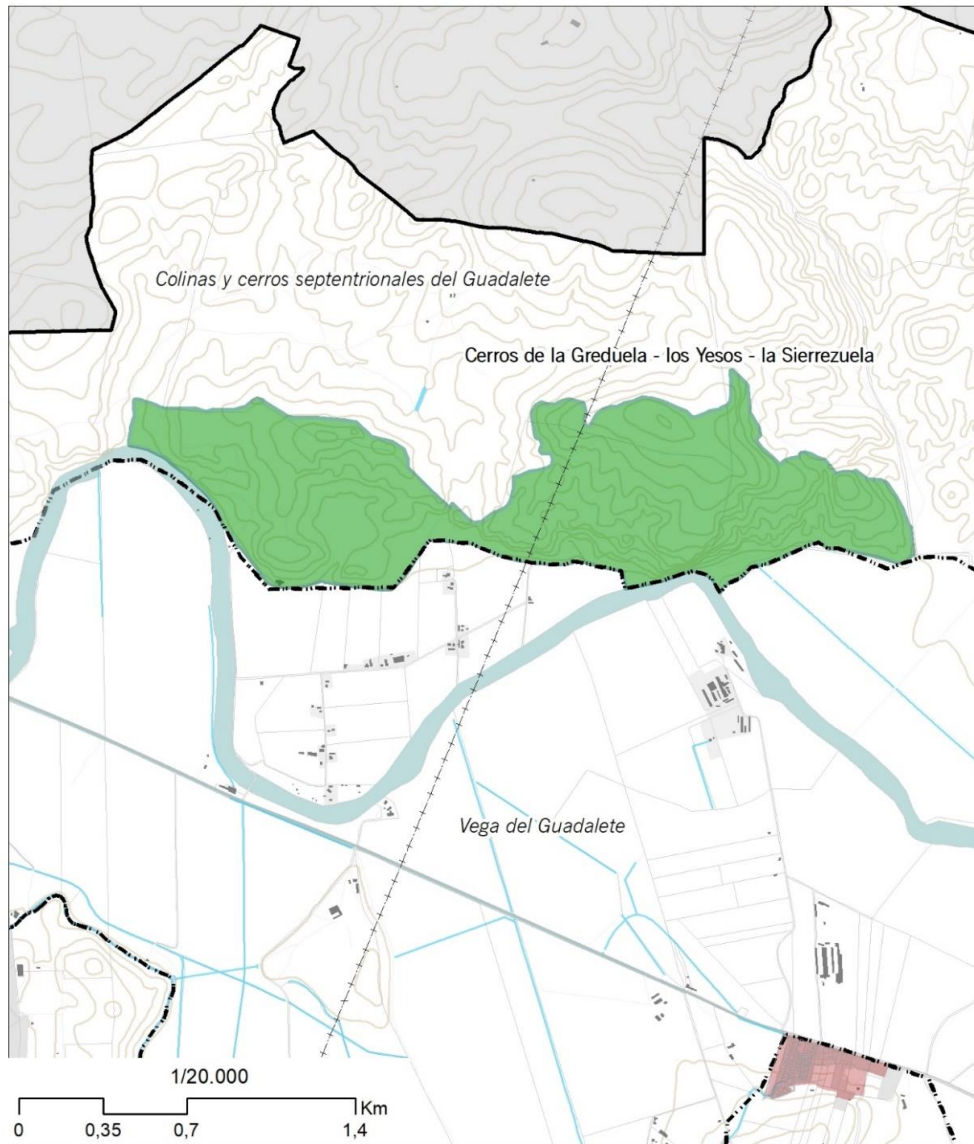 Colinas y cerros septentrionales del Guadalete
Cerros de la Greduela - los Yesos - la Sierrezuela
Vega del Guadalete
1/20.000
Km
0 0,35 0,7 1,4